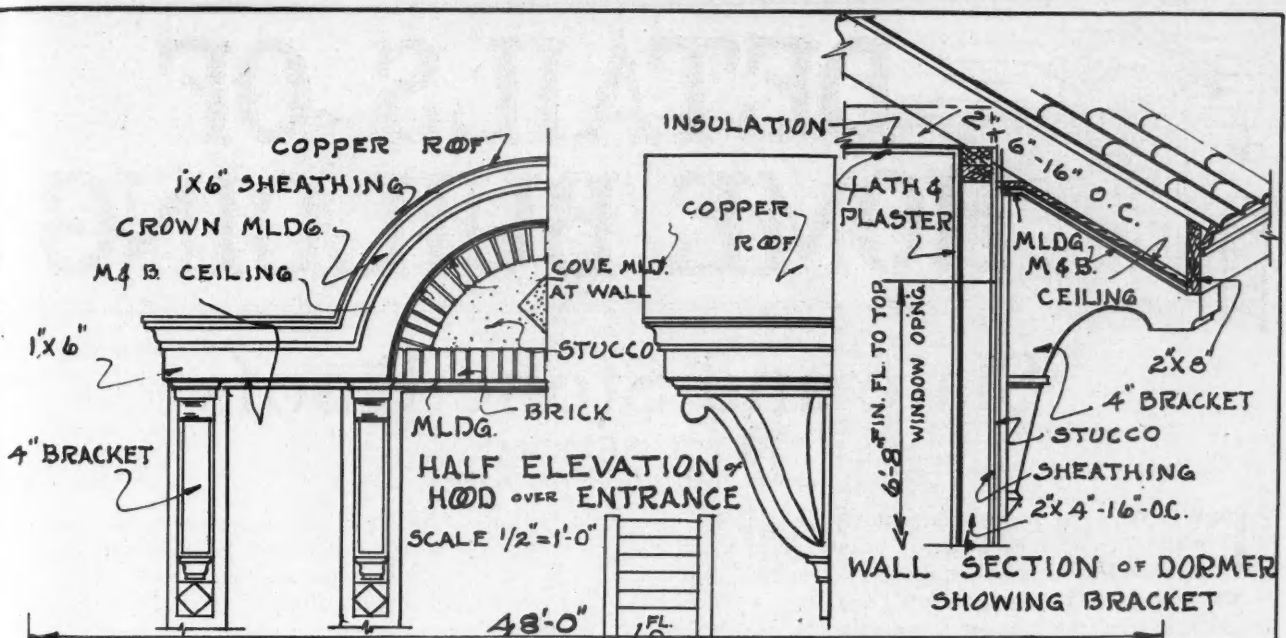 COPPER ROOF
1"X6" SHEATHING
CROWN MLDG
M & B CEILING
1"X6"
4" BRACKET
COVE MLD.
AT WALL
STUCCO
BRICK
MLDG
HALF ELEVATION of
HOOD OVER ENTRANCE
SCALE 1/2"=1'-0"
48'-0"
FL.
COPPER
ROOF
INSULATION
2"X6"-16" O.C.
LATH &
PLASTER
MLDG.
M & B.
CEILING
6'-8" FIN. FL. TO TOP
WINDOW OPNG
2"X8"
4" BRACKET
STUCCO
SHEATHING
2"X4"-16"-O.C.
WALL SECTION OF DORMER
SHOWING BRACKET